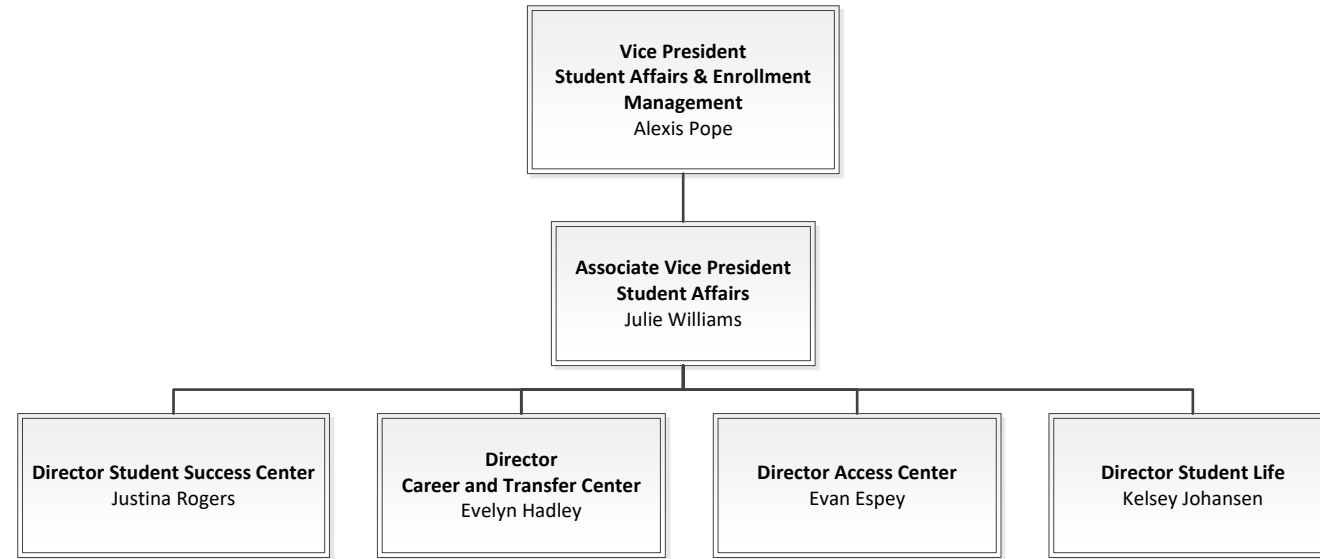 Vice President
Student Affairs & Enrollment
Management
Alexis Pope
Associate Vice President
Student Affairs
Julie Williams
Director Student Success Center
Justina Rogers
Director
Career and Transfer Center
Evelyn Hadley
Director Access Center
Evan Espey
Director Student Life
Kelsey Johansen